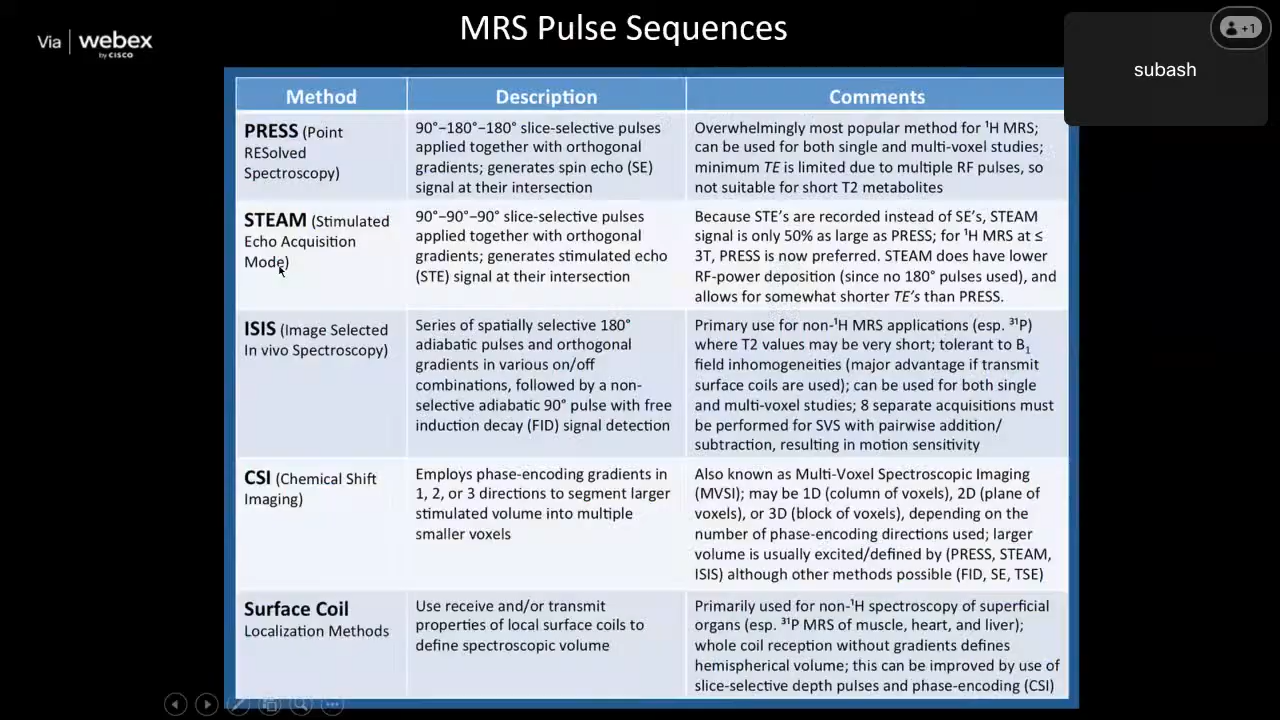 MRS Pulse Sequences
Via | webex
by CISCO
+1
subash
Method
Description
Comments
PRESS (Point
RESolved
Spectroscopy)
90°–180°–180° slice-selective pulses
applied together with orthogonal
gradients; generates spin echo (SE)
signal at their intersection
Overwhelmingly most popular method for ¹H MRS;
can be used for both single and multi-voxel studies;
minimum TE is limited due to multiple RF pulses, so
not suitable for short T2 metabolites
STEAM (Stimulated
Echo Acquisition
Mode)
90°–90°–90° slice-selective pulses
applied together with orthogonal
gradients; generates stimulated echo
(STE) signal at their intersection
Because STE's are recorded instead of SE's, STEAM
signal is only 50% as large as PRESS; for ¹H MRS at ≤
3T, PRESS is now preferred. STEAM does have lower
RF-power deposition (since no 180° pulses used), and
allows for somewhat shorter TE's than PRESS.
ISIS (Image Selected
In vivo Spectroscopy)
Series of spatially selective 180°
adiabatic pulses and orthogonal
gradients in various on/off
combinations, followed by a non-
selective adiabatic 90° pulse with free
induction decay (FID) signal detection
Primary use for non-¹H MRS applications (esp. ³¹P)
where T2 values may be very short; tolerant to B₁
field inhomogeneities (major advantage if transmit
surface coils are used); can be used for both single
and multi-voxel studies; 8 separate acquisitions must
be performed for SVS with pairwise addition/
subtraction, resulting in motion sensitivity
CSI (Chemical Shift
Imaging)
Employs phase-encoding gradients in
1, 2, or 3 directions to segment larger
stimulated volume into multiple
smaller voxels
Also known as Multi-Voxel Spectroscopic Imaging
(MVSI); may be 1D (column of voxels), 2D (plane of
voxels), or 3D (block of voxels), depending on the
number of phase-encoding directions used; larger
volume is usually excited/defined by (PRESS, STEAM,
ISIS) although other methods possible (FID, SE, TSE)
Surface Coil
Localization Methods
Use receive and/or transmit
properties of local surface coils to
define spectroscopic volume
Primarily used for non-¹H spectroscopy of superficial
organs (esp. ³¹P MRS of muscle, heart, and liver);
whole coil reception without gradients defines
hemispherical volume; this can be improved by use of
slice-selective depth pulses and phase-encoding (CSI)